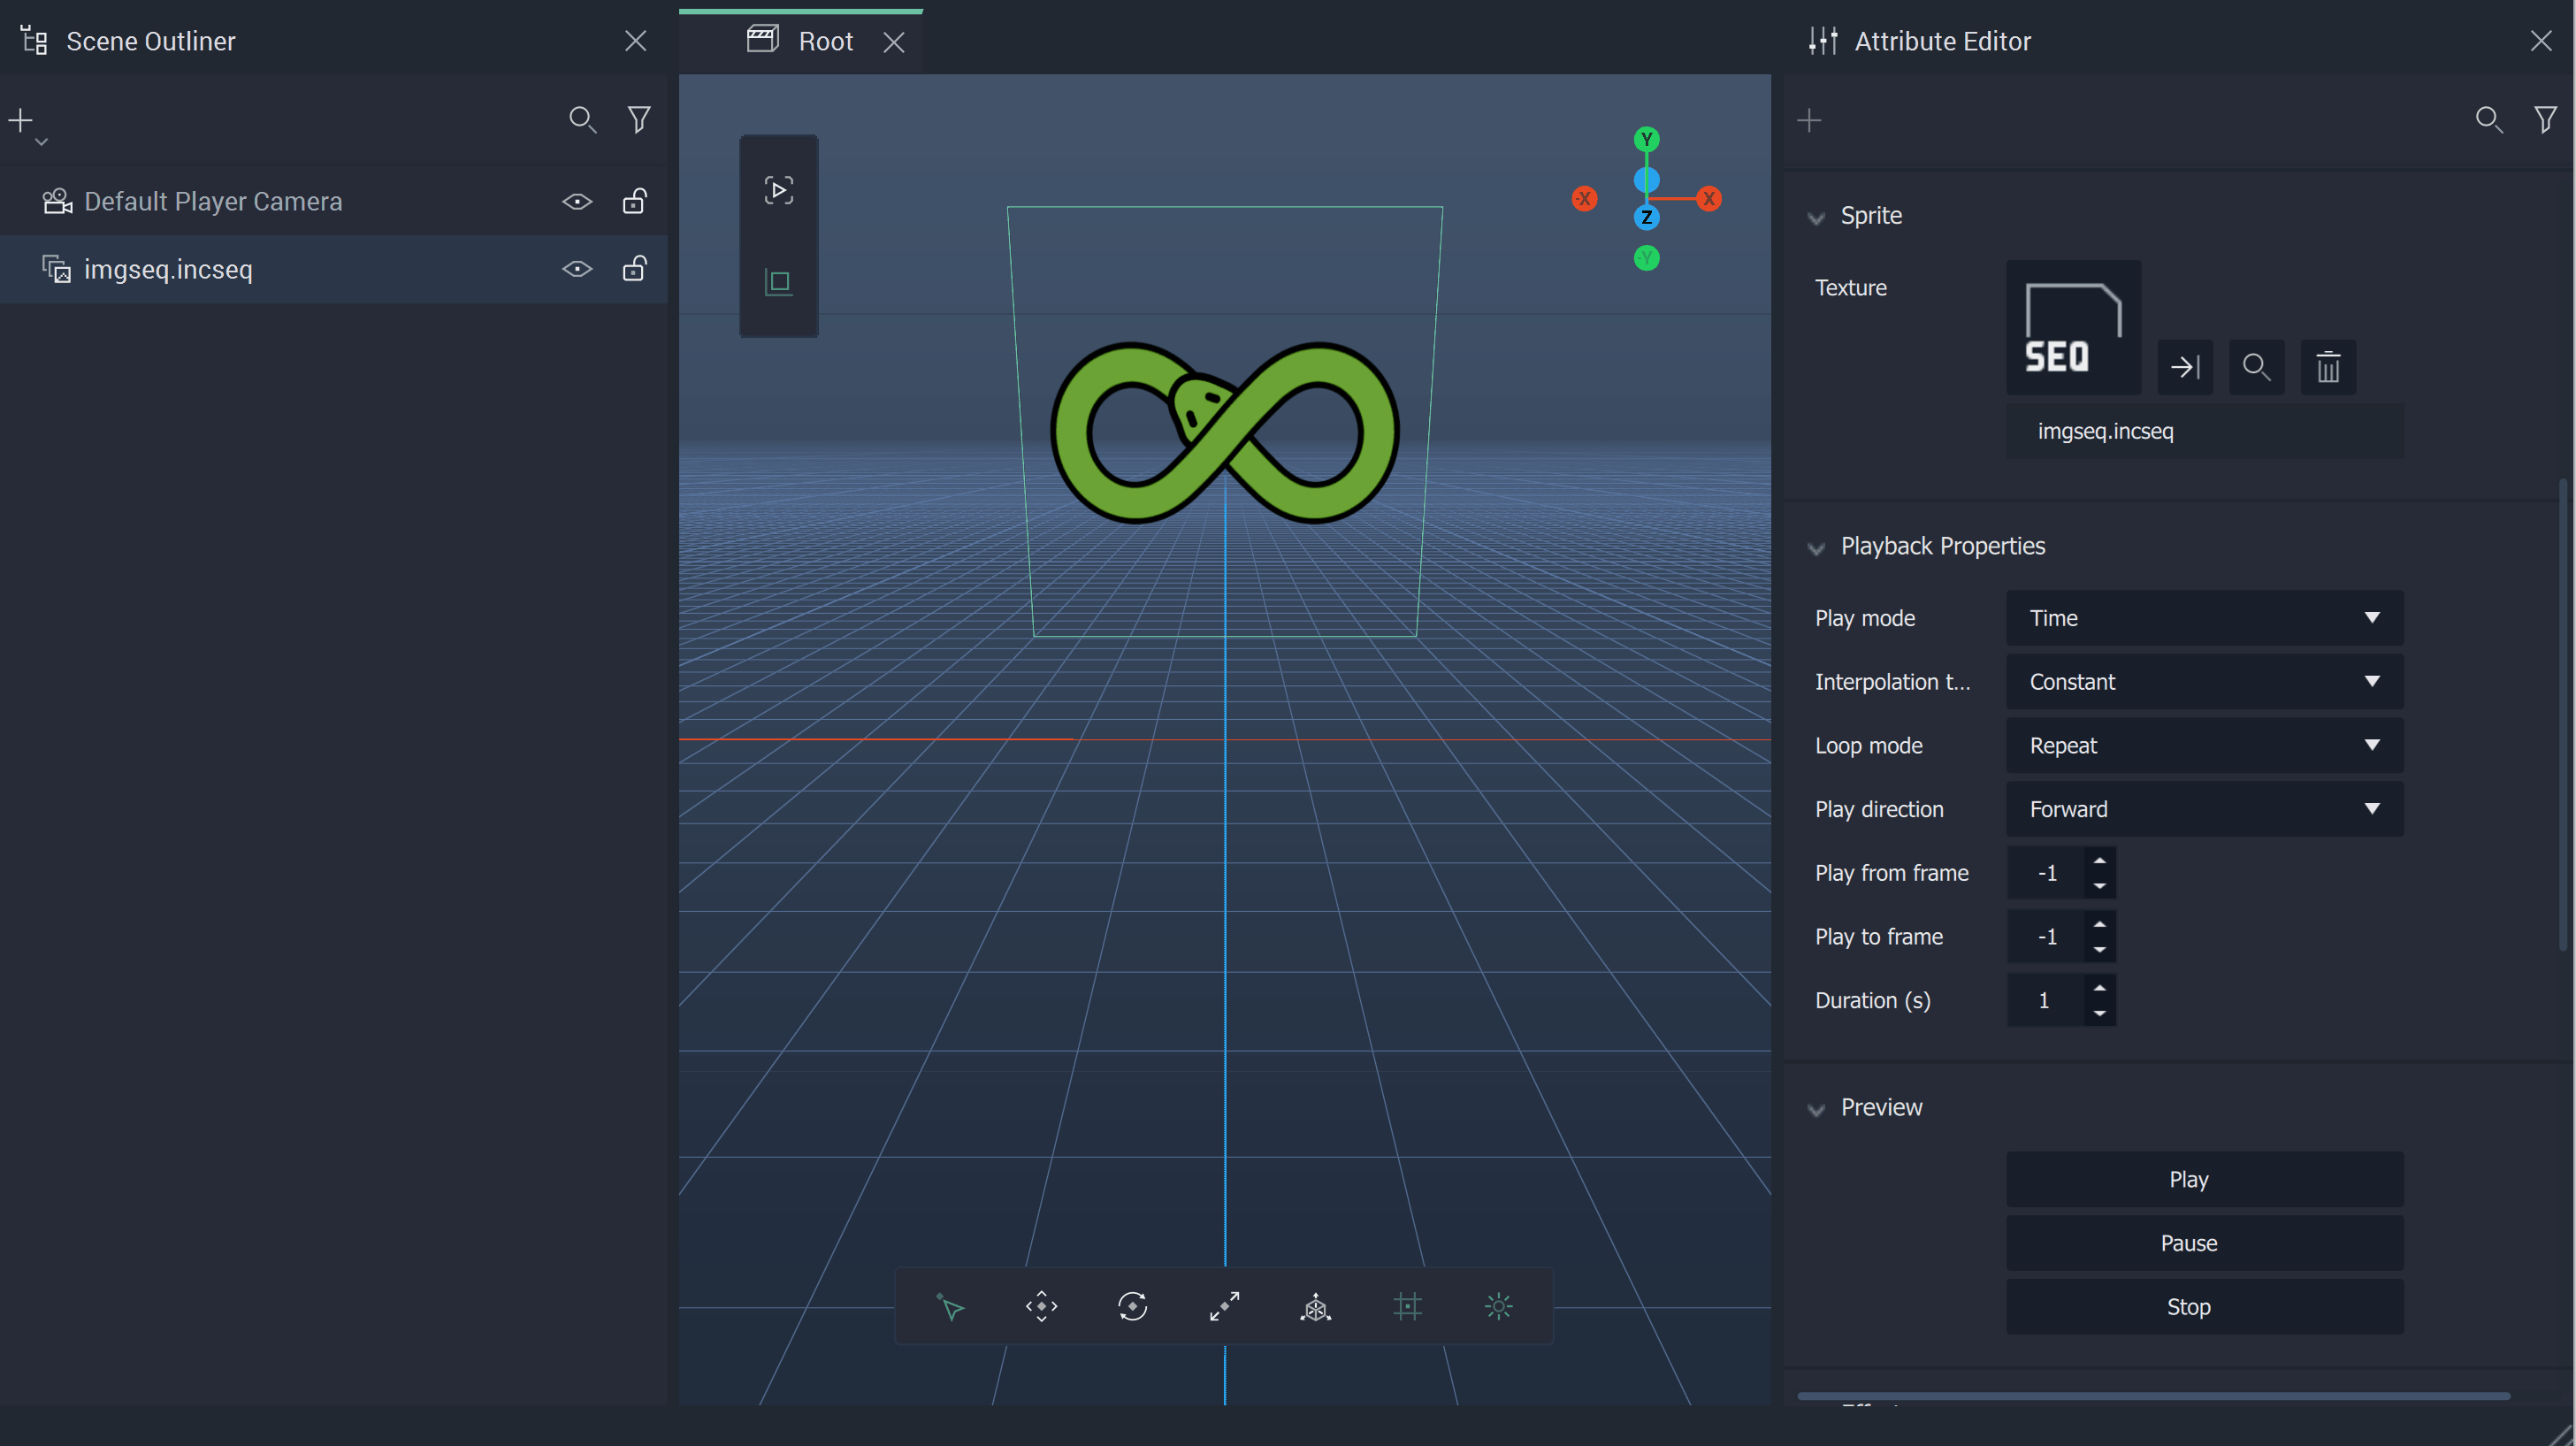 Scene Outliner
Root
Attribute Editor
Default Player Camera
imgseq.incseq
Y
-X
X
Z
-Y
Sprite
Texture
SEQ
imgseq.incseq
Playback Properties
Play mode
Time
Interpolation t...
Constant
Loop mode
Repeat
Play direction
Forward
Play from frame
-1
Play to frame
-1
Duration (s)
1
Preview
Play
Pause
Stop